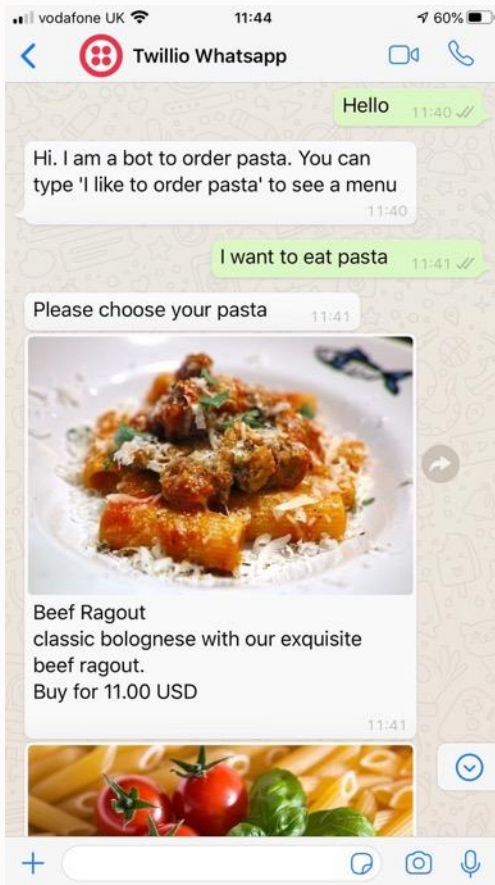 vodafone UK 11:44 60%
Twillio Whatsapp
Hello 11:40
Hi. I am a bot to order pasta. You can
type 'I like to order pasta' to see a menu
11:40
I want to eat pasta 11:41
Please choose your pasta 11:41
Beef Ragout
classic bolognese with our exquisite
beef ragout.
Buy for 11.00 USD
11:41